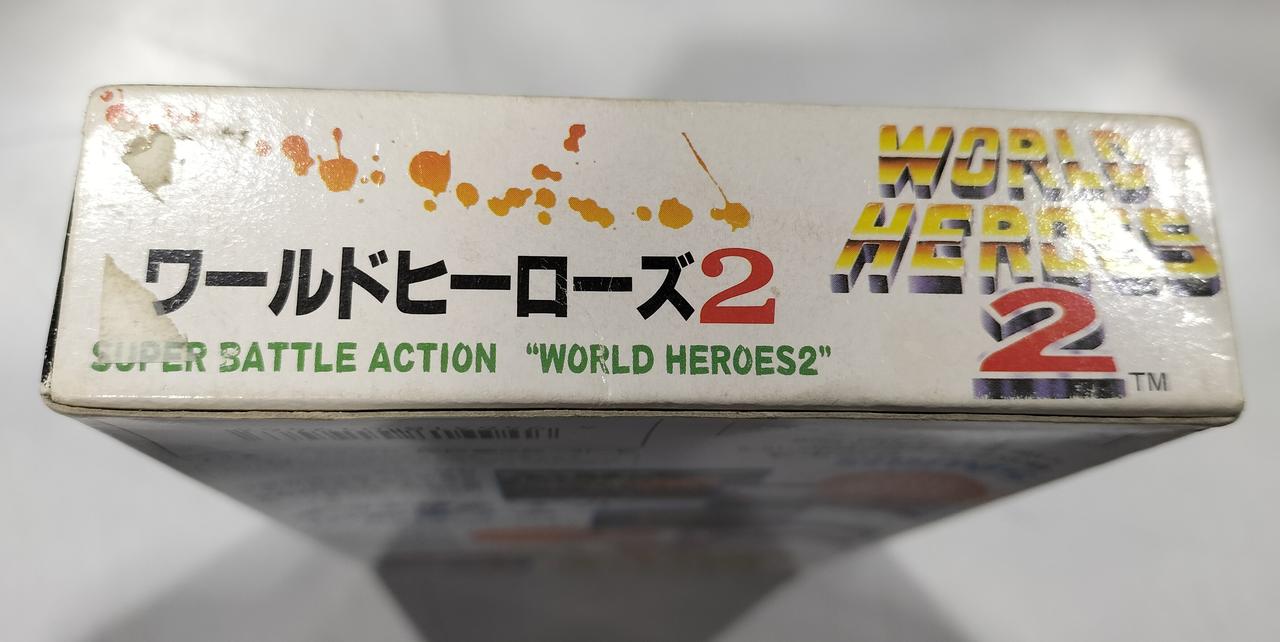 ワールドヒーローズ2
SUPER BATTLE ACTION “WORLD HEROES2”
WORLD
HEROES
2
TM